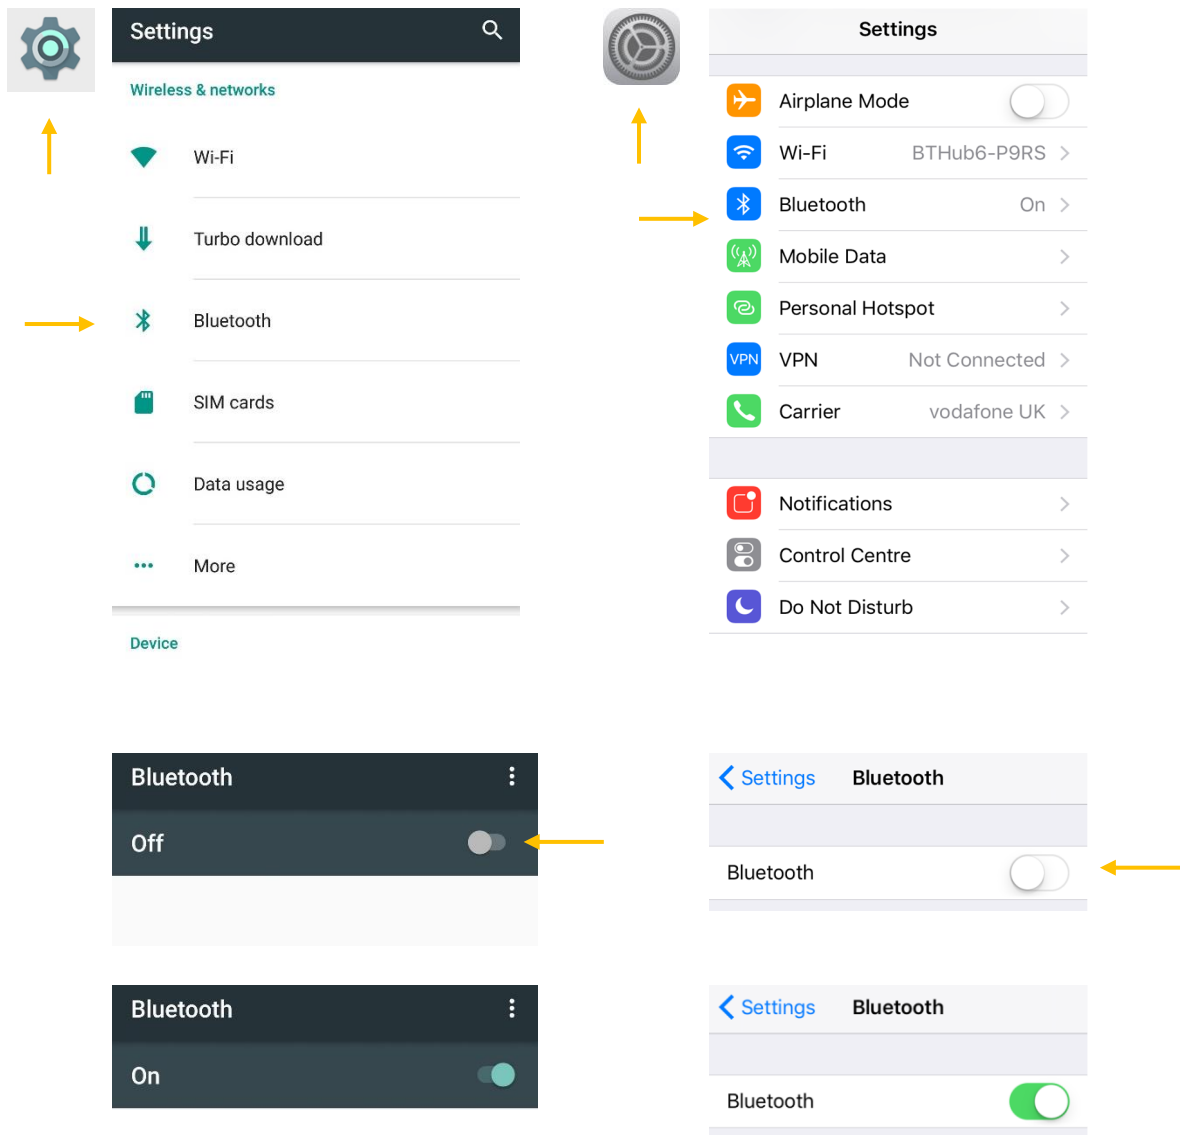 Settings
Wireless & networks
Wi-Fi
Turbo download
Bluetooth
SIM cards
Data usage
More
Device
Settings
Airplane Mode
Wi-Fi BTHub6-P9RS
Bluetooth On
Mobile Data
Personal Hotspot
VPN VPN Not Connected
Carrier vodafone UK
Notifications
Control Centre
Do Not Disturb
Bluetooth
Off
Settings Bluetooth
Bluetooth
Bluetooth
On
Settings Bluetooth
Bluetooth